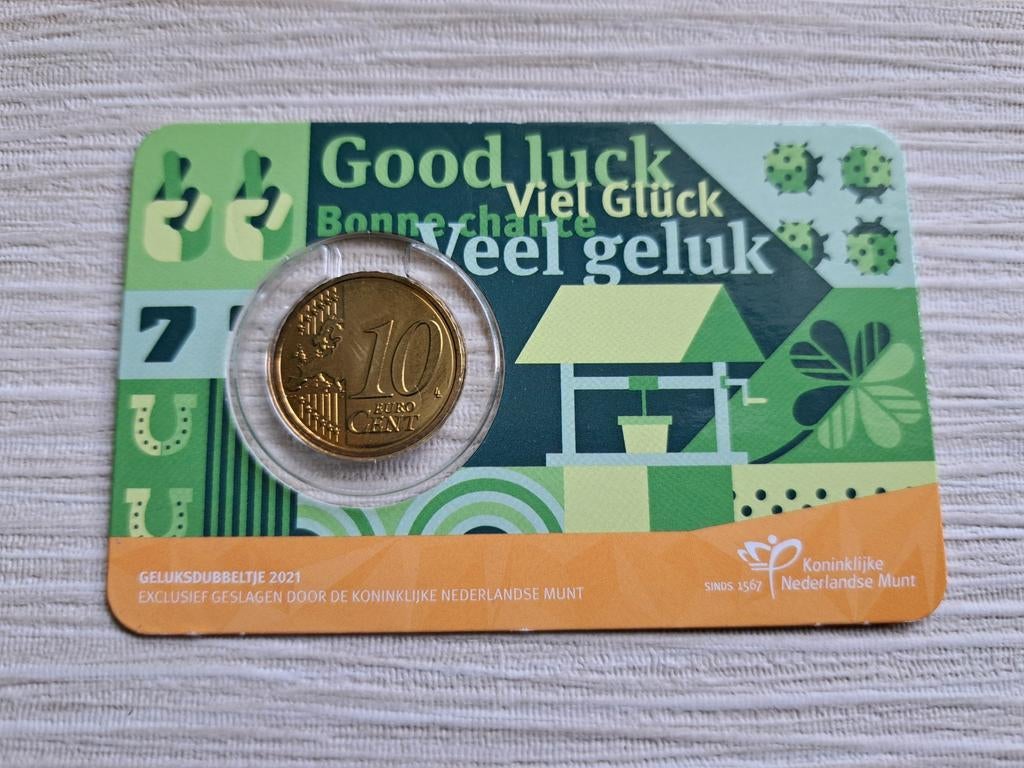 Good luck
Viel Glück
Bonne chance
Veel geluk
7
10
EURO
CENT
GELUKSDUBBELTJE 2021
EXCLUSIEF GESLAGEN DOOR DE KONINKLIJKE NEDERLANDSE MUNT
SINDS 1567
Koninklijke
Nederlandse Munt